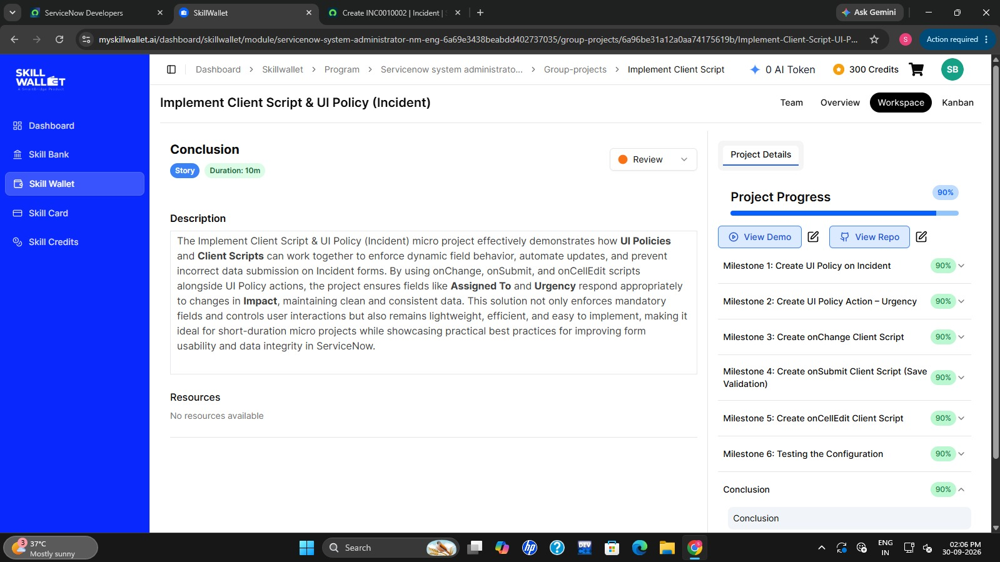 ServiceNow Developers
SkillWallet
Create INC0010002 | Incident |
Ask Gemini
myskillwallet.ai/dashboard/skillwallet/module/servicenow-system-administrator-nm-eng-6a69e3438beabdd402737035/group-projects/6a96be31a12a0aa74175619b/Implement-Client-Script-UI-P...
S
Action required
SKILL
WALLET
A SmartBridge Product
Dashboard
Skill Bank
Skill Wallet
Skill Card
Skill Credits
Dashboard > Skillwallet > Program > Servicenow system administrato... > Group-projects > Implement Client Script
0 AI Token
300 Credits
SB
Implement Client Script & UI Policy (Incident)
Team
Overview
Workspace
Kanban
Conclusion
Story
Duration: 10m
Review
Description
The Implement Client Script & UI Policy (Incident) micro project effectively demonstrates how UI Policies
and Client Scripts can work together to enforce dynamic field behavior, automate updates, and prevent
incorrect data submission on Incident forms. By using onChange, onSubmit, and onCellEdit scripts
alongside UI Policy actions, the project ensures fields like Assigned To and Urgency respond appropriately
to changes in Impact, maintaining clean and consistent data. This solution not only enforces mandatory
fields and controls user interactions but also remains lightweight, efficient, and easy to implement, making it
ideal for short-duration micro projects while showcasing practical best practices for improving form
usability and data integrity in ServiceNow.
Resources
No resources available
Project Details
Project Progress
90%
View Demo
View Repo
Milestone 1: Create UI Policy on Incident
90%
Milestone 2: Create UI Policy Action – Urgency
90%
Milestone 3: Create onChange Client Script
90%
Milestone 4: Create onSubmit Client Script (Save
Validation)
90%
Milestone 5: Create onCellEdit Client Script
90%
Milestone 6: Testing the Configuration
90%
Conclusion
90%
Conclusion
3
37°C
Mostly sunny
Search
hp
DEV
ENG
IN
02:06 PM
30-09-2026